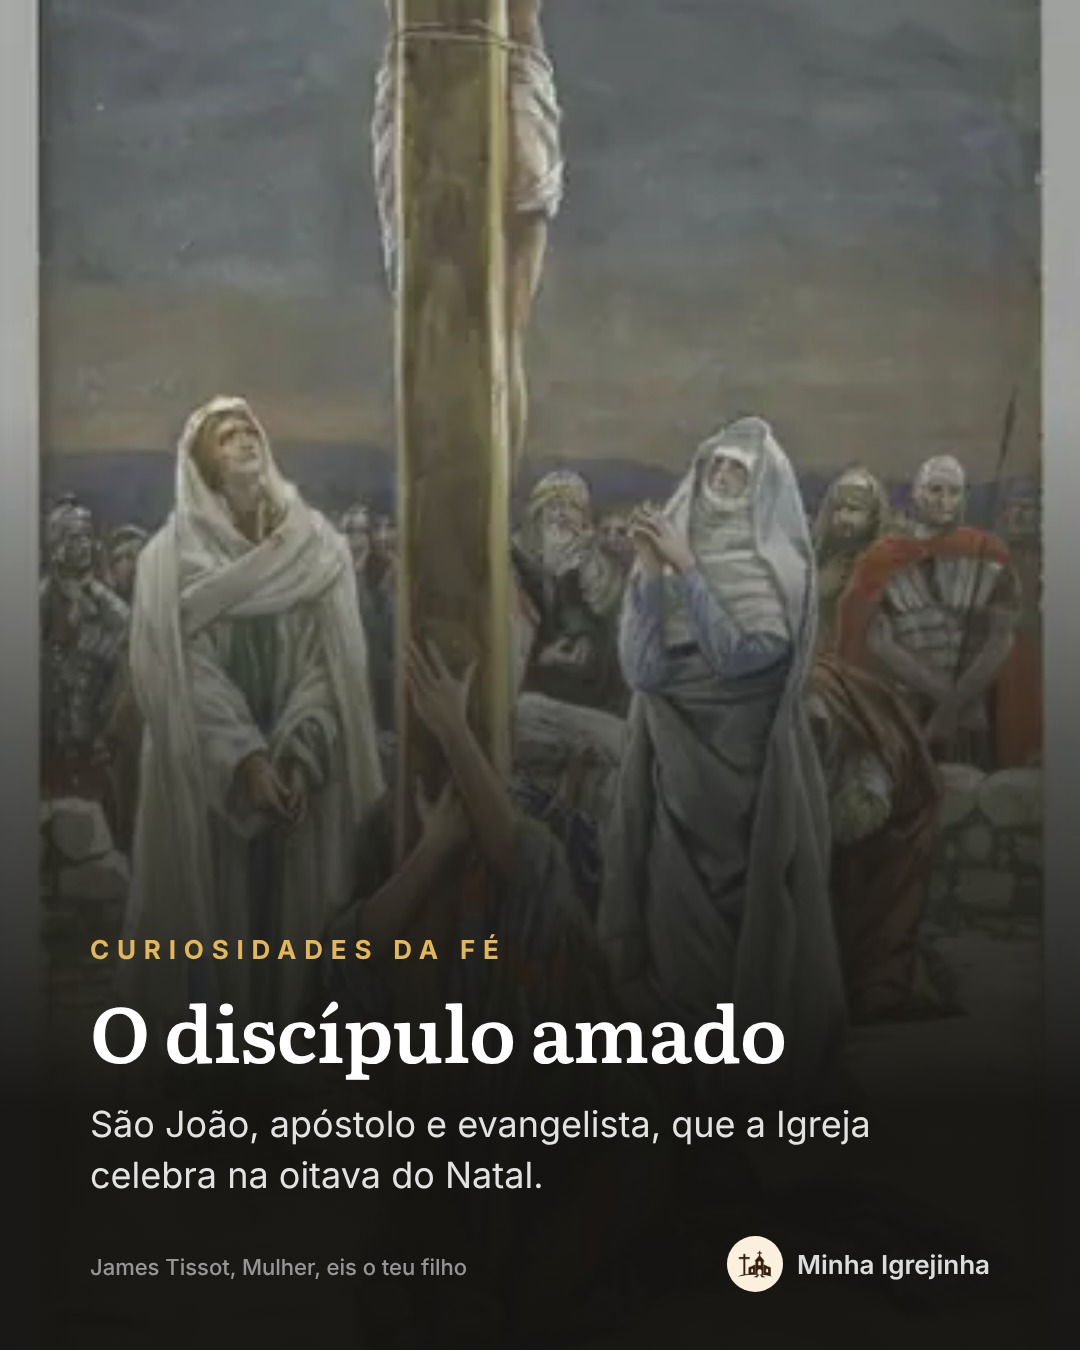 CURIOSIDADES DA FÉ
O discípulo amado
São João, apóstolo e evangelista, que a Igreja
celebra na oitava do Natal.
James Tissot, Mulher, eis o teu filho
Minha Igrejinha